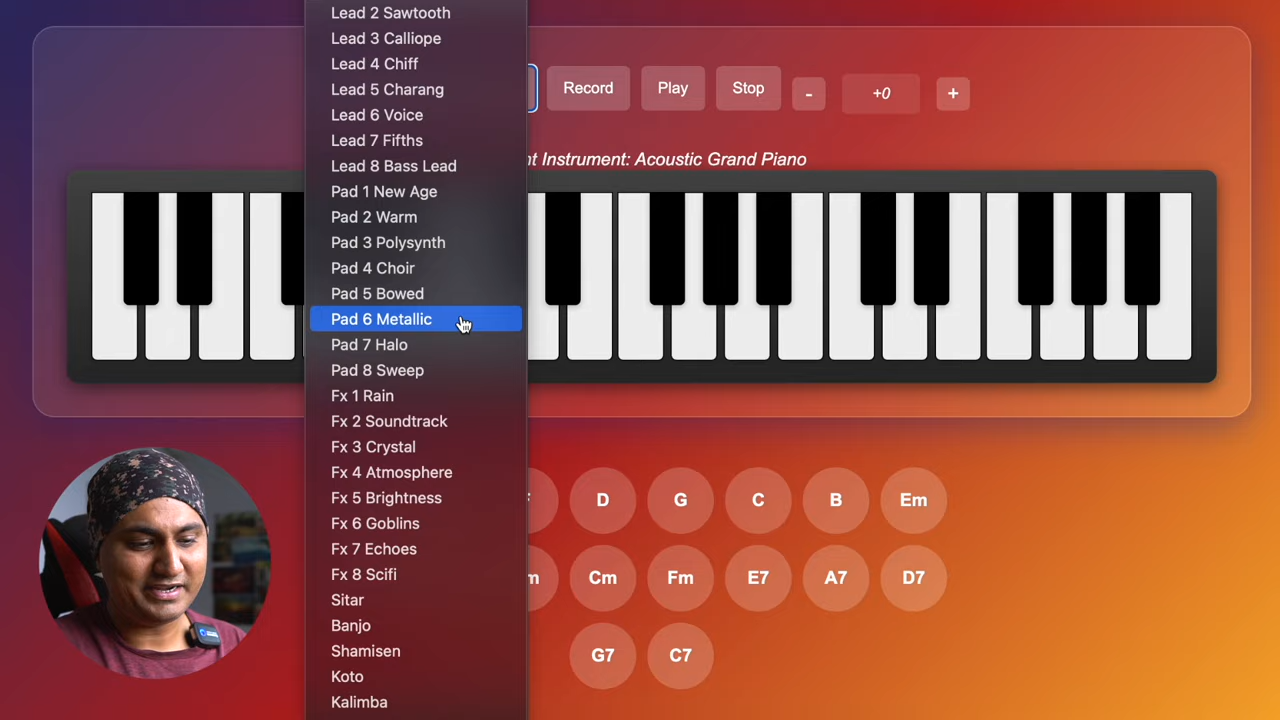 Lead 2 Sawtooth
Lead 3 Calliope
Lead 4 Chiff
Lead 5 Charang
Lead 6 Voice
Lead 7 Fifths
Lead 8 Bass Lead
Pad 1 New Age
Pad 2 Warm
Pad 3 Polysynth
Pad 4 Choir
Pad 5 Bowed
Pad 6 Metallic
Pad 7 Halo
Pad 8 Sweep
Fx 1 Rain
Fx 2 Soundtrack
Fx 3 Crystal
Fx 4 Atmosphere
Fx 5 Brightness
Fx 6 Goblins
Fx 7 Echoes
Fx 8 Scifi
Sitar
Banjo
Shamisen
Koto
Kalimba
Record Play Stop - +0 +
nt Instrument: Acoustic Grand Piano
D G C B Em
m Cm Fm E7 A7 D7
G7 C7